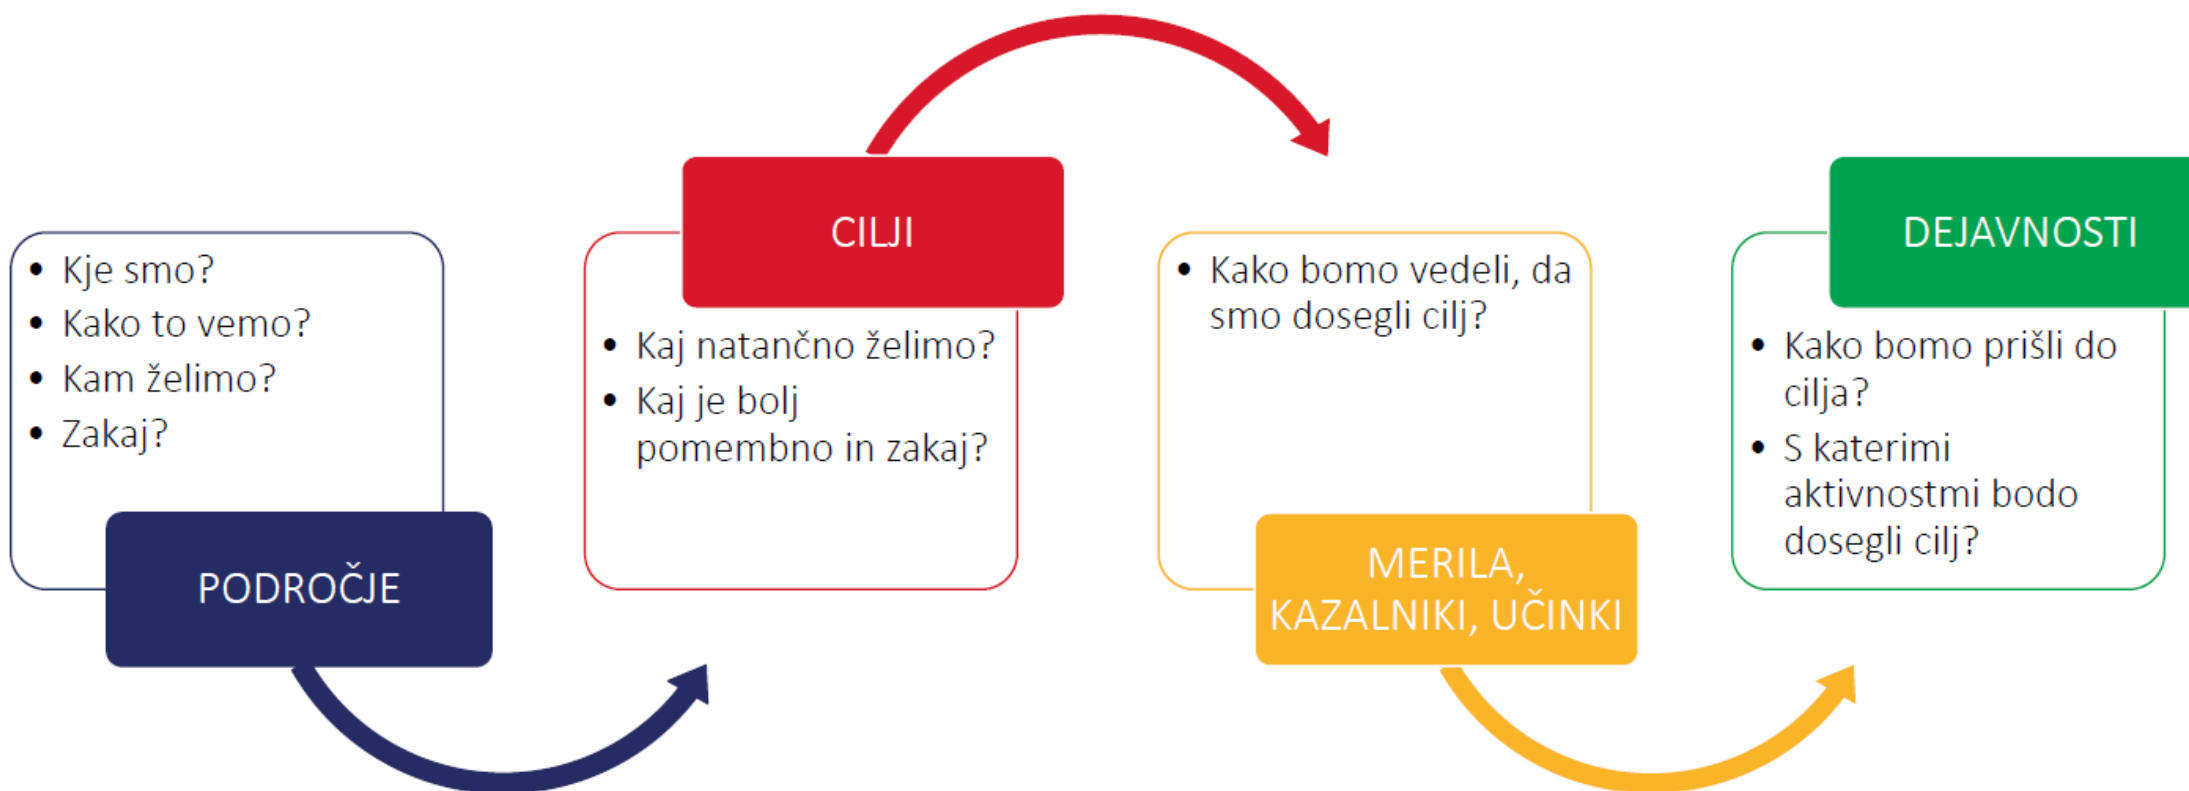 • Kje smo?
• Kako to vemo?
• Kam želimo?
• Zakaj?
PODROČJE
CILJI
• Kaj natančno želimo?
• Kaj je bolj
pomembno in zakaj?
• Kako bomo vedeli, da
smo dosegli cilj?
MERILA,
KAZALNIKI, UČINKI
DEJAVNOSTI
• Kako bomo prišli do
cilja?
• S katerimi
aktivnostmi bodo
dosegli cilj?